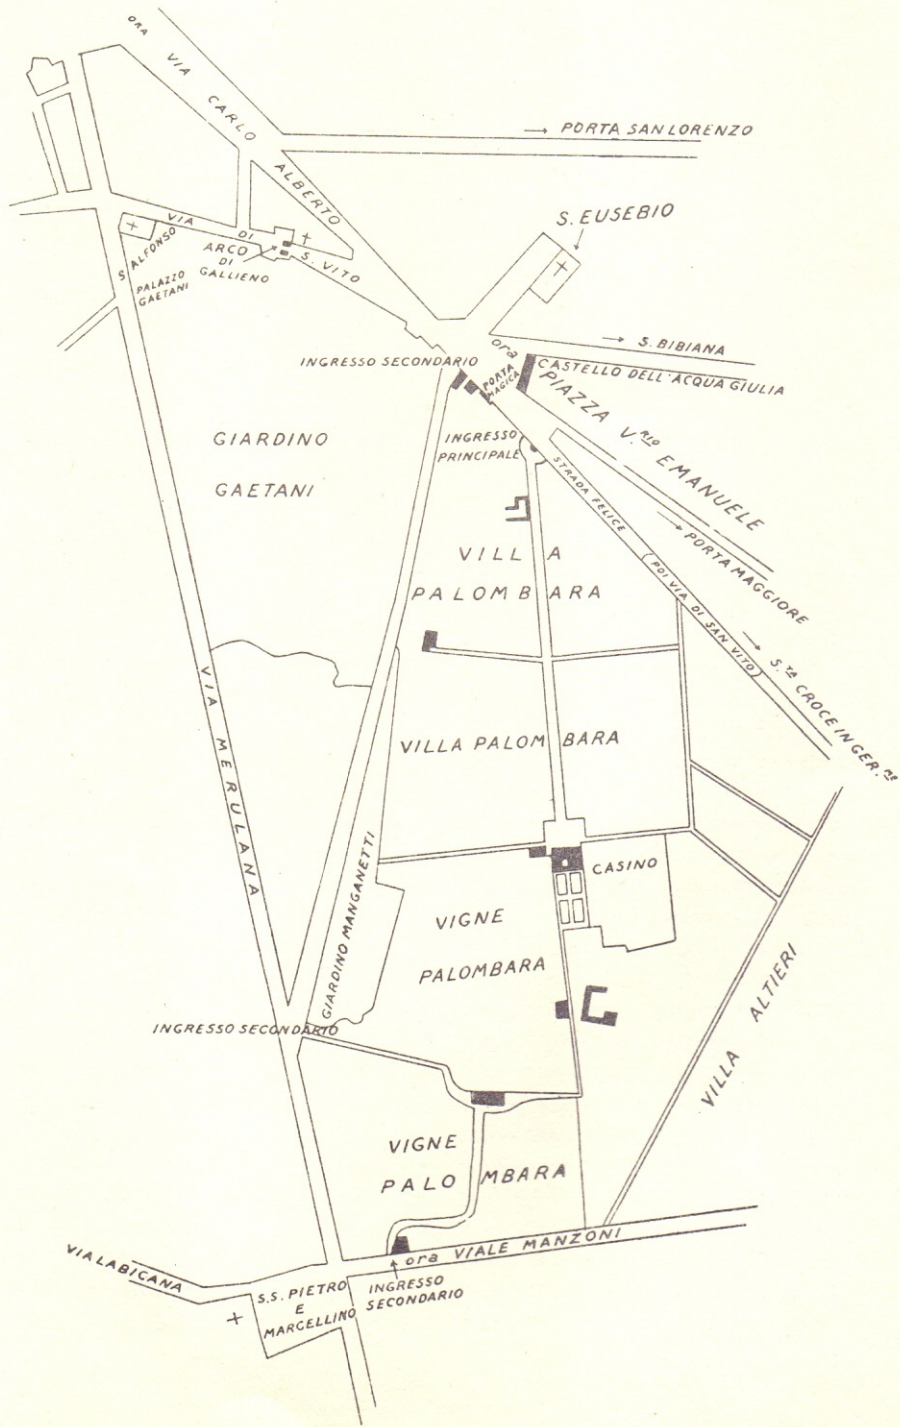 ORA VIA CARLO ALBERTO
→ PORTA SAN LORENZO
S. EUSEBIO
VIA DI S. VITO
S. ALFONSO
ARCO
DI
GALLIENO
PALAZZO
GAETANI
→ S. BIBIANA
INGRESSO SECONDARIO
PORTA
MAGICA
CASTELLO DELL'ACQUA GIULIA
ora PIAZZA V.RIO EMANUELE
GIARDINO
GAETANI
INGRESSO
PRINCIPALE
STRADA FELICE
(POI VIA DI SAN VITO)
→ PORTA MAGGIORE
→ S.TA CROCE IN GER.ME
VILLA
PALOMBARA
VIA MERULANA
VILLA PALOMBARA
GIARDINO MANGANETTI
CASINO
VIGNE
PALOMBARA
VILLA ALTIERI
INGRESSO SECONDARIO
VIGNE
PALOMBARA
VIA LABICANA
ora VIALE MANZONI
S.S. PIETRO
E
MARCELLINO
INGRESSO
SECONDARIO